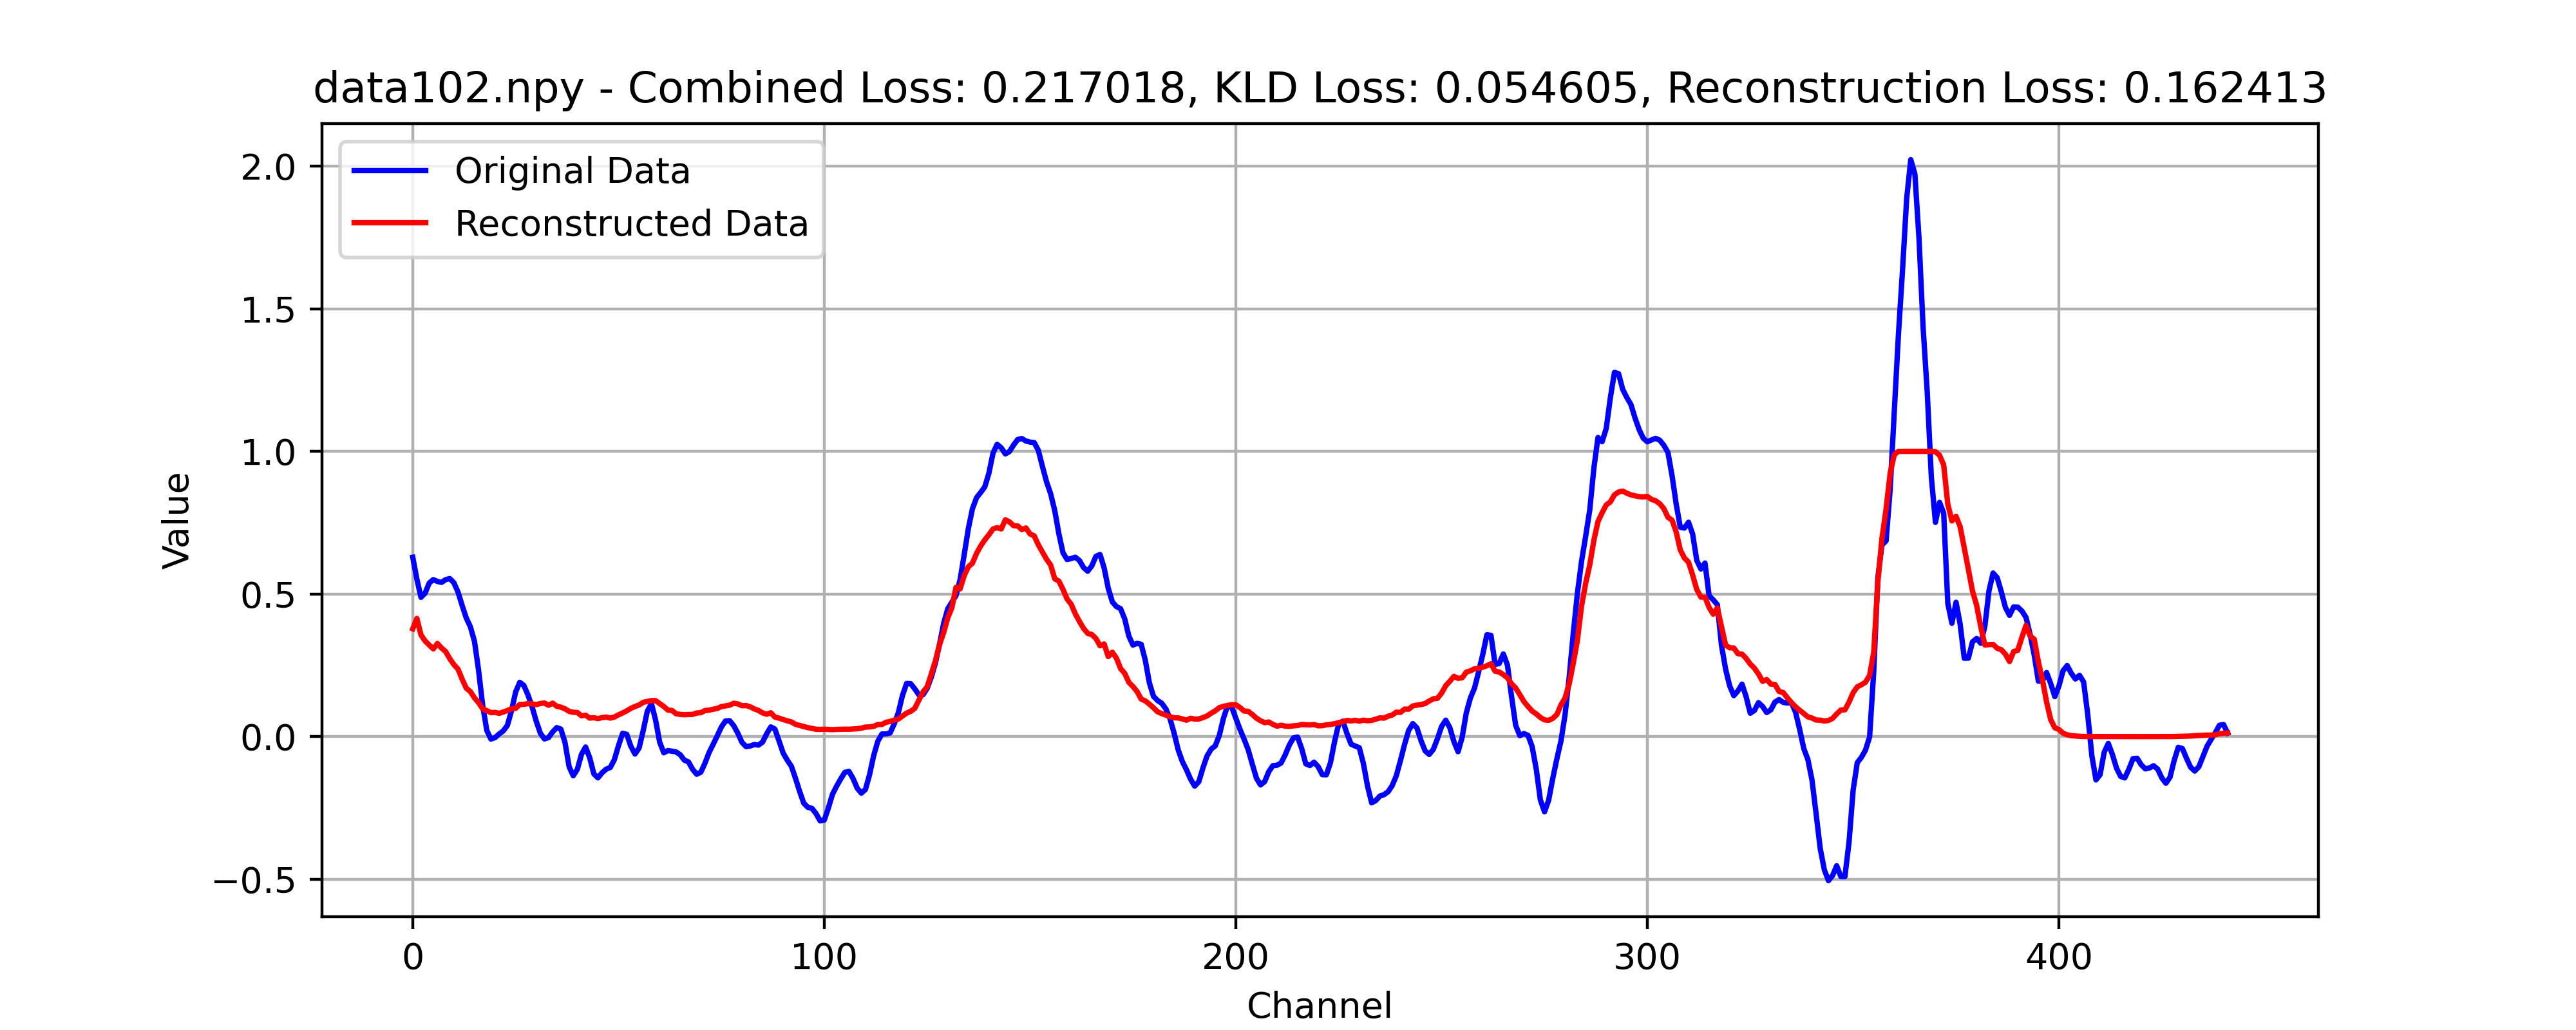 data102.npy - Combined Loss: 0.217018, KLD Loss: 0.054605, Reconstruction Loss: 0.162413
Original Data
Reconstructed Data
2.0
1.5
1.0
0.5
0.0
−0.5
Value
0
100
200
300
400
Channel